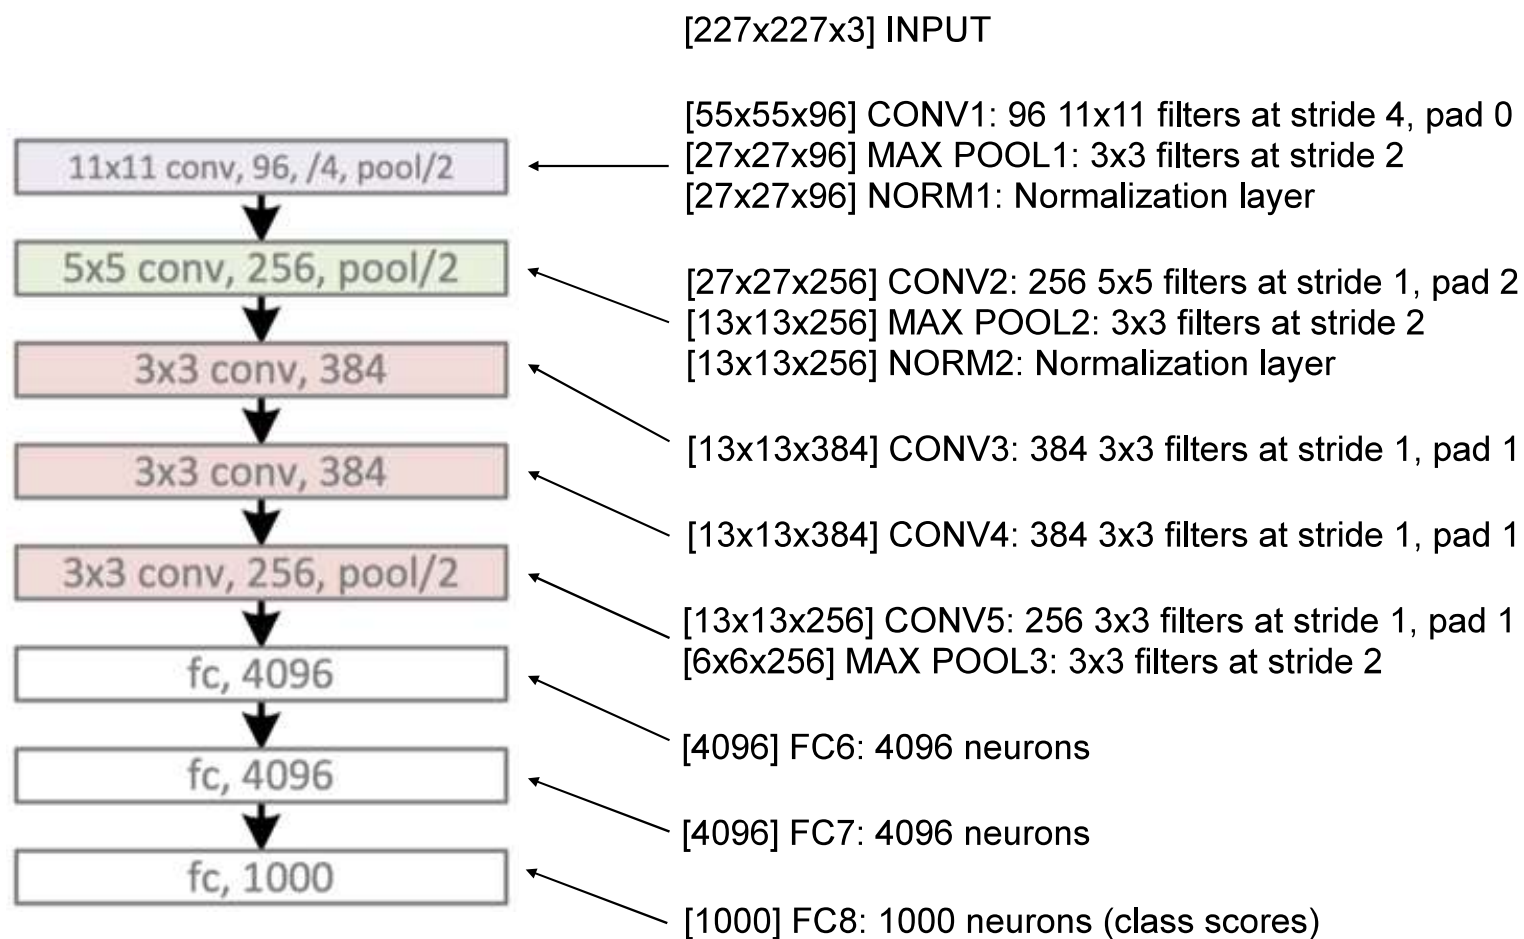 [227x227x3] INPUT
[55x55x96] CONV1: 96 11x11 filters at stride 4, pad 0
[27x27x96] MAX POOL1: 3x3 filters at stride 2
[27x27x96] NORM1: Normalization layer
[27x27x256] CONV2: 256 5x5 filters at stride 1, pad 2
[13x13x256] MAX POOL2: 3x3 filters at stride 2
[13x13x256] NORM2: Normalization layer
[13x13x384] CONV3: 384 3x3 filters at stride 1, pad 1
[13x13x384] CONV4: 384 3x3 filters at stride 1, pad 1
[13x13x256] CONV5: 256 3x3 filters at stride 1, pad 1
[6x6x256] MAX POOL3: 3x3 filters at stride 2
[4096] FC6: 4096 neurons
[4096] FC7: 4096 neurons
[1000] FC8: 1000 neurons (class scores)
11x11 conv, 96, /4, pool/2
5x5 conv, 256, pool/2
3x3 conv, 384
3x3 conv, 384
3x3 conv, 256, pool/2
fc, 4096
fc, 4096
fc, 1000